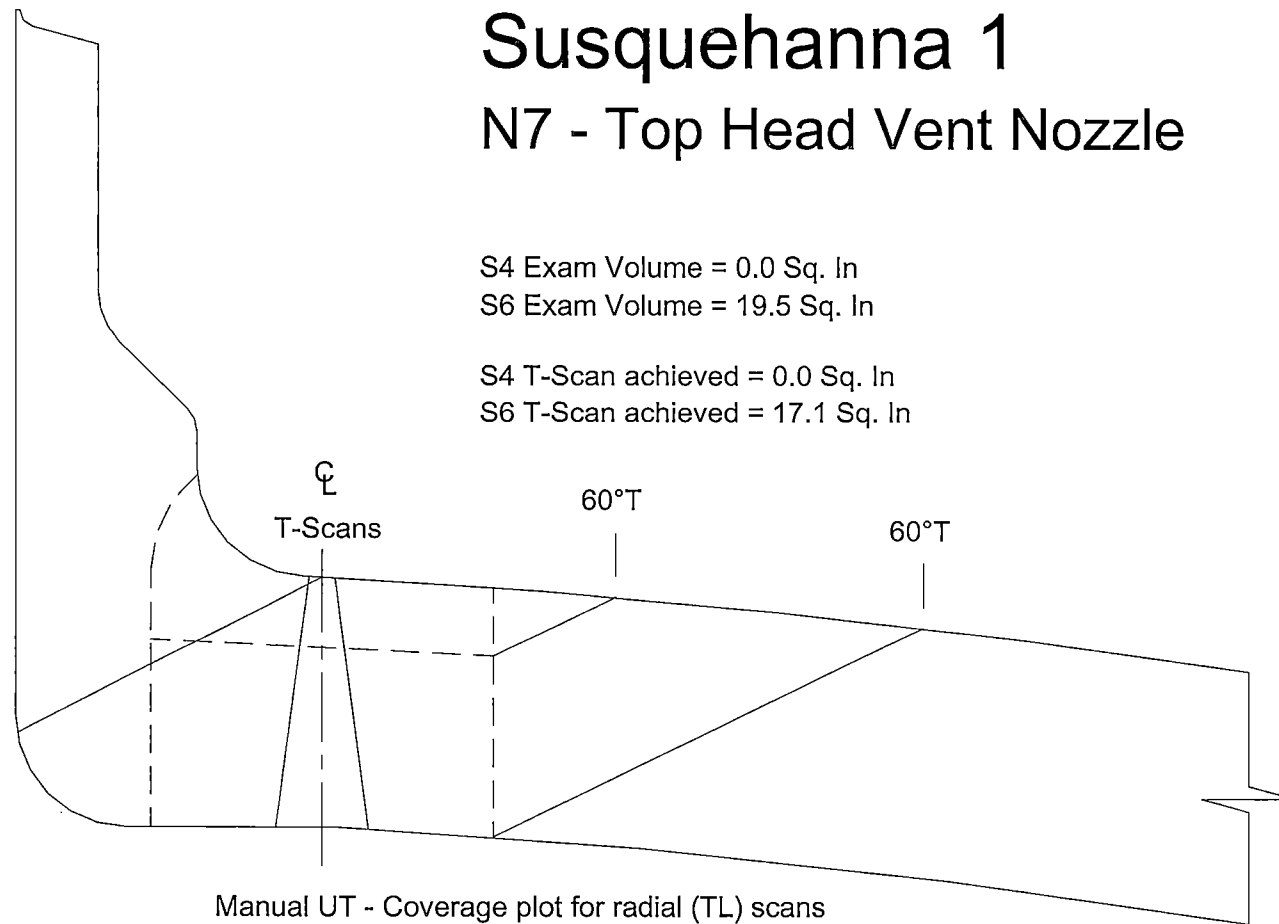 Susquehanna 1
N7 - Top Head Vent Nozzle
S4 Exam Volume = 0.0 Sq. In
S6 Exam Volume = 19.5 Sq. In
S4 T-Scan achieved = 0.0 Sq. In
S6 T-Scan achieved = 17.1 Sq. In
℄
T-Scans
60°T
60°T
Manual UT - Coverage plot for radial (TL) scans